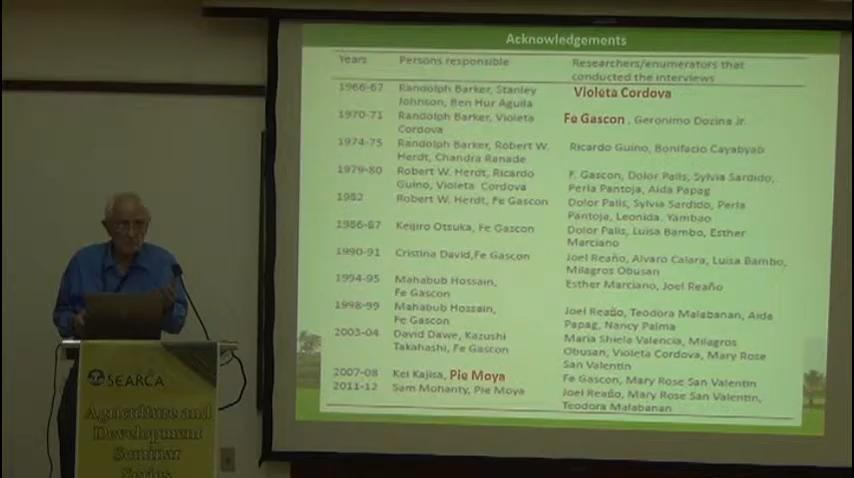 Acknowledgements
Years Persons responsible Researchers/enumerators that
conducted the interviews
1966-67 Randolph Barker, Stanley Violeta Cordova
Johnson, Ben Hur Aguila
1970-71 Randolph Barker, Violeta Fe Gascon , Geronimo Dozina Jr.
Cordova
1974-75 Randolph Barker, Robert W. Ricardo Guino, Bonifacio Cayabyab
Herdt, Chandra Ranade
1979-80 Robert W. Herdt, Ricardo F. Gascon, Dolor Palis, Sylvia Sardido,
Guino, Violeta Cordova Perla Pantoja, Aida Papag
1982 Robert W. Herdt, Fe Gascon Dolor Palis, Sylvia Sardido, Perla
Pantoja, Leonida. Yambao
1986-87 Keijiro Otsuka, Fe Gascon Dolor Palis, Luisa Bambo, Esther
Marciano
1990-91 Cristina David,Fe Gascon Joel Reaño, Alvaro Calara, Luisa Bambo,
Milagros Obusan
1994-95 Mahabub Hossain, Esther Marciano, Joel Reaño
Fe Gascon
1998-99 Mahabub Hossain, Joel Reaño, Teodora Malabanan, Aida
Fe Gascon Papag, Nancy Palma
2003-04 David Dawe, Kazushi Maria Shiela Valencia, Milagros
Takahashi, Fe Gascon Obusan, Violeta Cordova, Mary Rose
San Valentin
2007-08 Kei Kajisa, Pie Moya Fe Gascon, Mary Rose San Valentin
2011-12 Sam Mohanty, Pie Moya Joel Reaño, Mary Rose San Valentin,
Teodora Malabanan
SEARCA
SEARCA
Agriculture and
Development
Seminar
Series